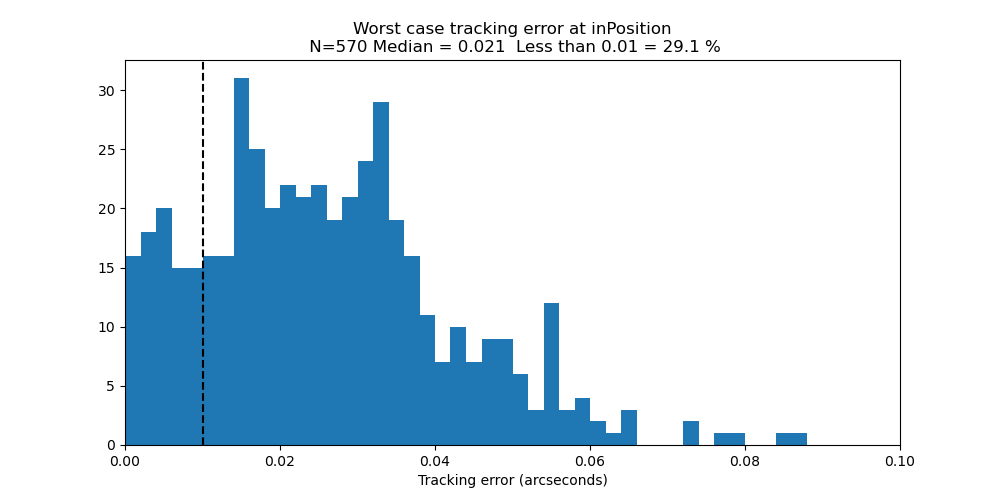 Worst case tracking error at inPosition
N=570 Median = 0.021  Less than 0.01 = 29.1 %
30
25
20
15
10
5
0
0.00 0.02 0.04 0.06 0.08 0.10
Tracking error (arcseconds)